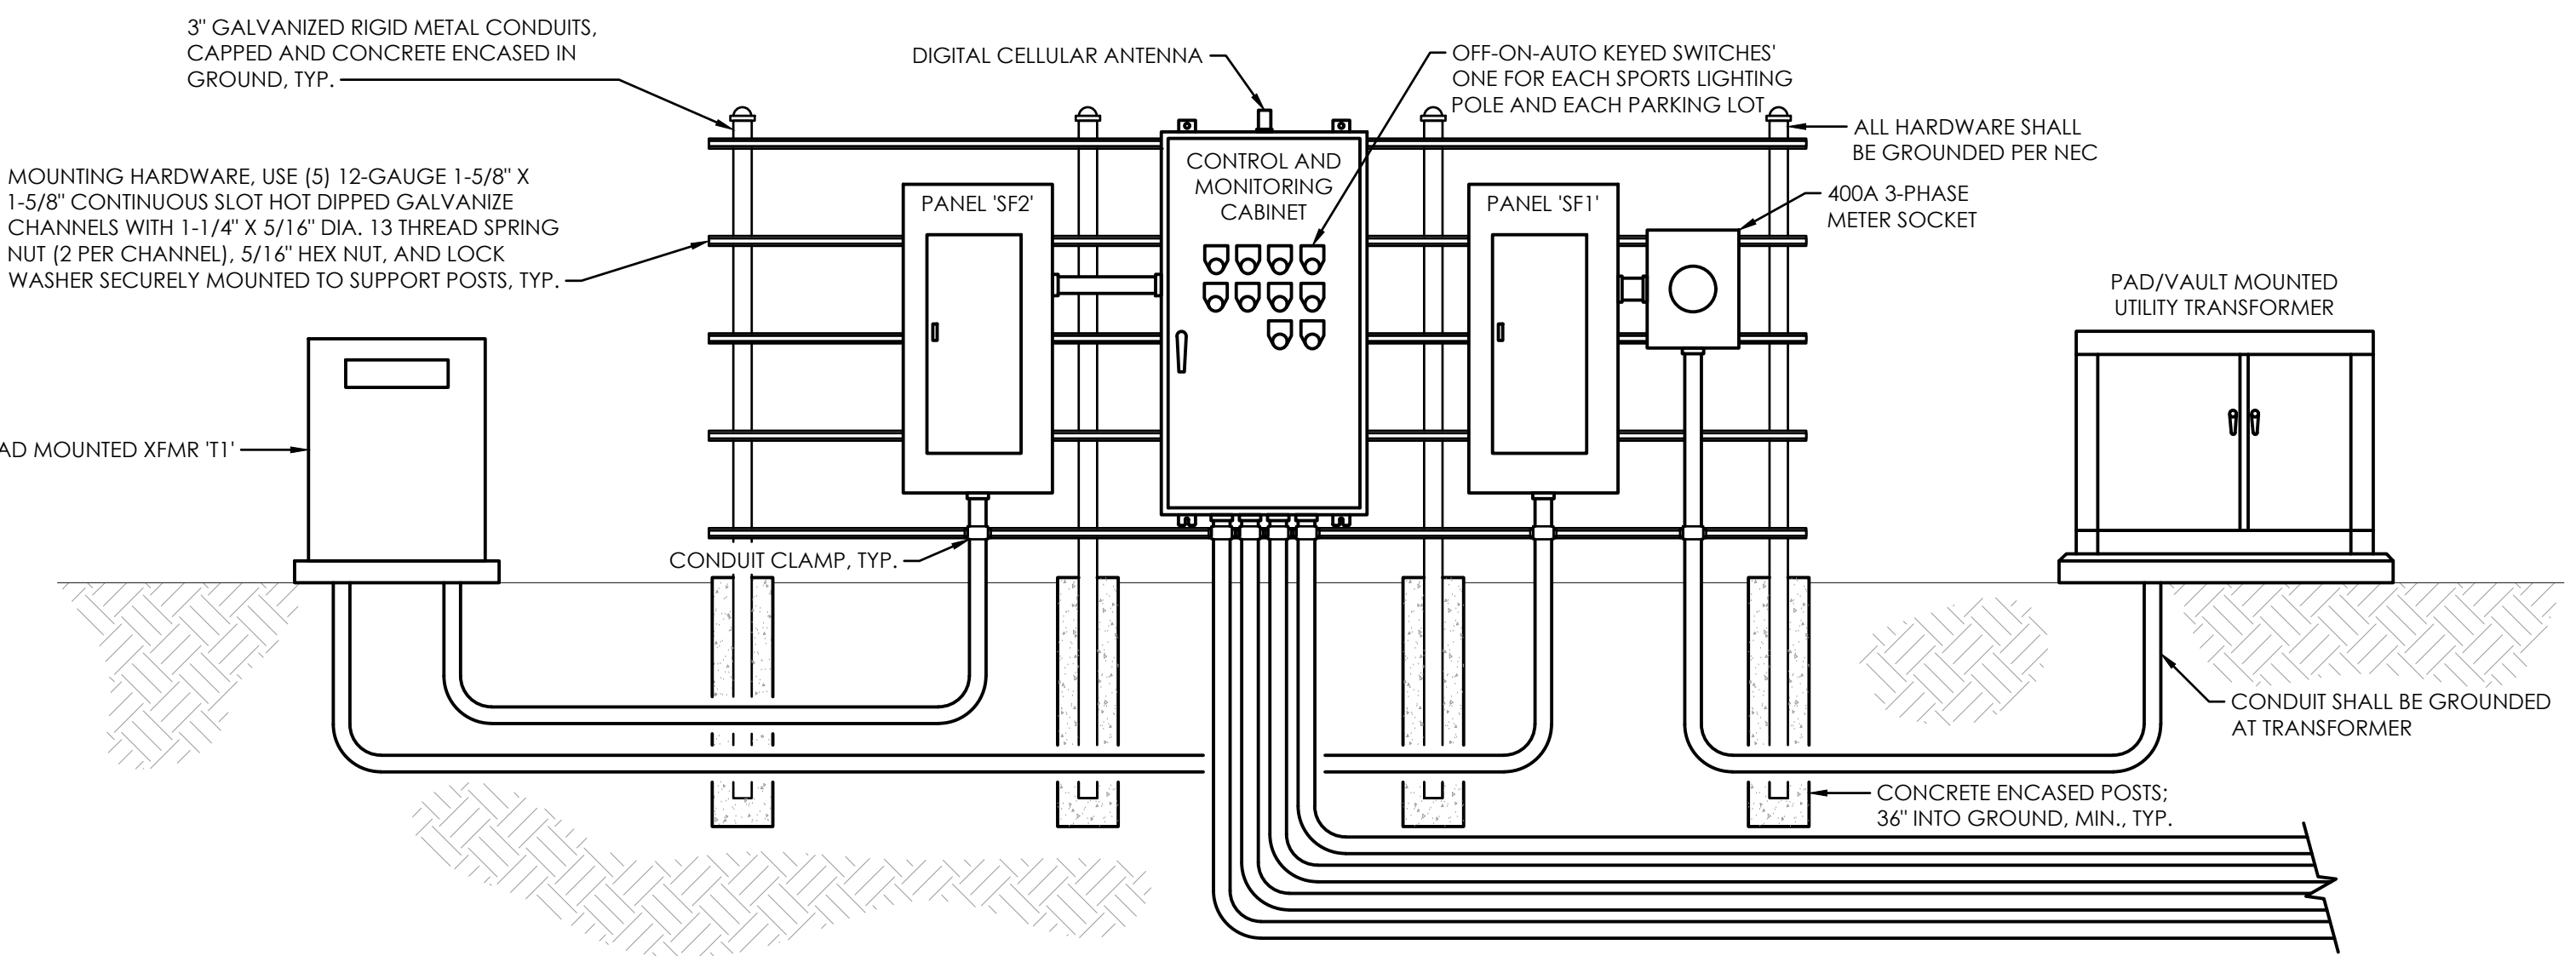 3" GALVANIZED RIGID METAL CONDUITS,
CAPPED AND CONCRETE ENCASED IN
GROUND, TYP.
DIGITAL CELLULAR ANTENNA
OFF-ON-AUTO KEYED SWITCHES'
ONE FOR EACH SPORTS LIGHTING
POLE AND EACH PARKING LOT
ALL HARDWARE SHALL
BE GROUNDED PER NEC
MOUNTING HARDWARE, USE (5) 12-GAUGE 1-5/8" X
1-5/8" CONTINUOUS SLOT HOT DIPPED GALVANIZE
CHANNELS WITH 1-1/4" X 5/16" DIA. 13 THREAD SPRING
NUT (2 PER CHANNEL), 5/16" HEX NUT, AND LOCK
WASHER SECURELY MOUNTED TO SUPPORT POSTS, TYP.
PANEL 'SF2'
CONTROL AND
MONITORING
CABINET
PANEL 'SF1'
400A 3-PHASE
METER SOCKET
PAD/VAULT MOUNTED
UTILITY TRANSFORMER
AD MOUNTED XFMR 'T1'
CONDUIT CLAMP, TYP.
CONDUIT SHALL BE GROUNDED
AT TRANSFORMER
CONCRETE ENCASED POSTS;
36" INTO GROUND, MIN., TYP.